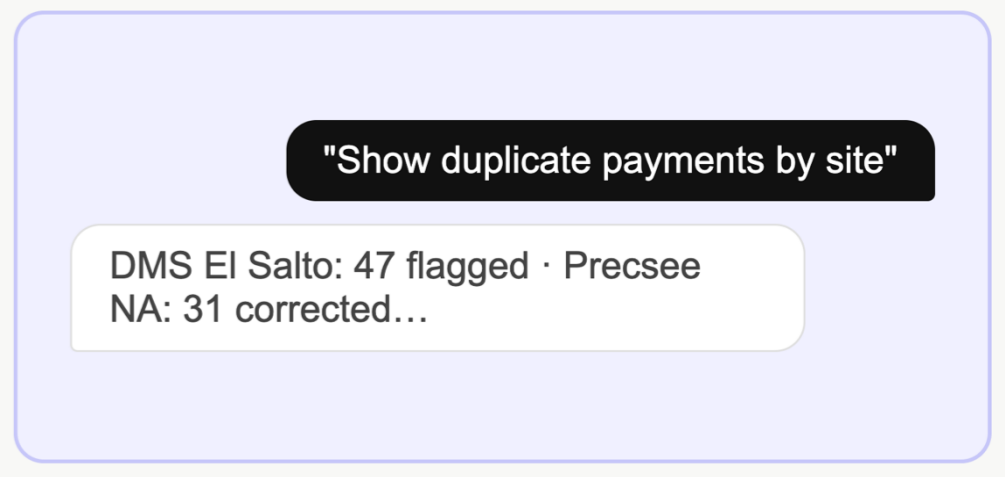 "Show duplicate payments by site"
DMS El Salto: 47 flagged · Precsee
NA: 31 corrected…